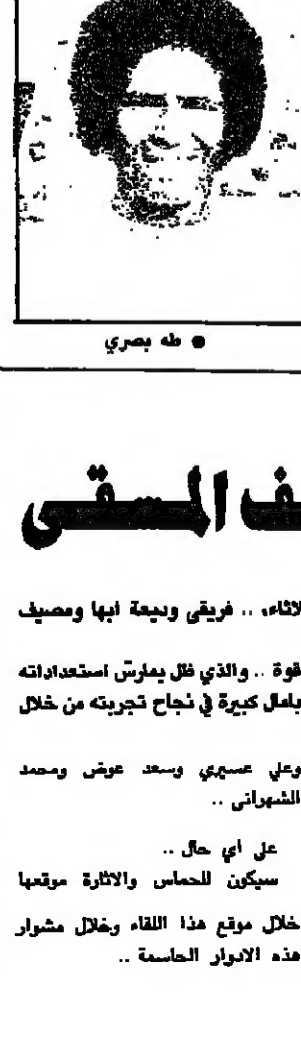 ● طه بصري
ف المسقى
لاثاء، .. فريقي وديعة ابها ومصيف
قوة .. والذي ظل يمارس استعداداته
بامال كبيرة في نجاح تجربته من خلال
وعلي عسيري وسعد عوض ومحمد
الشهراني ..
على اي حال ..
سيكون للحماس والاثارة موقعها
خلال موقع هذا اللقاء وخلال مشوار
هذه الادوار الحاسمة ..